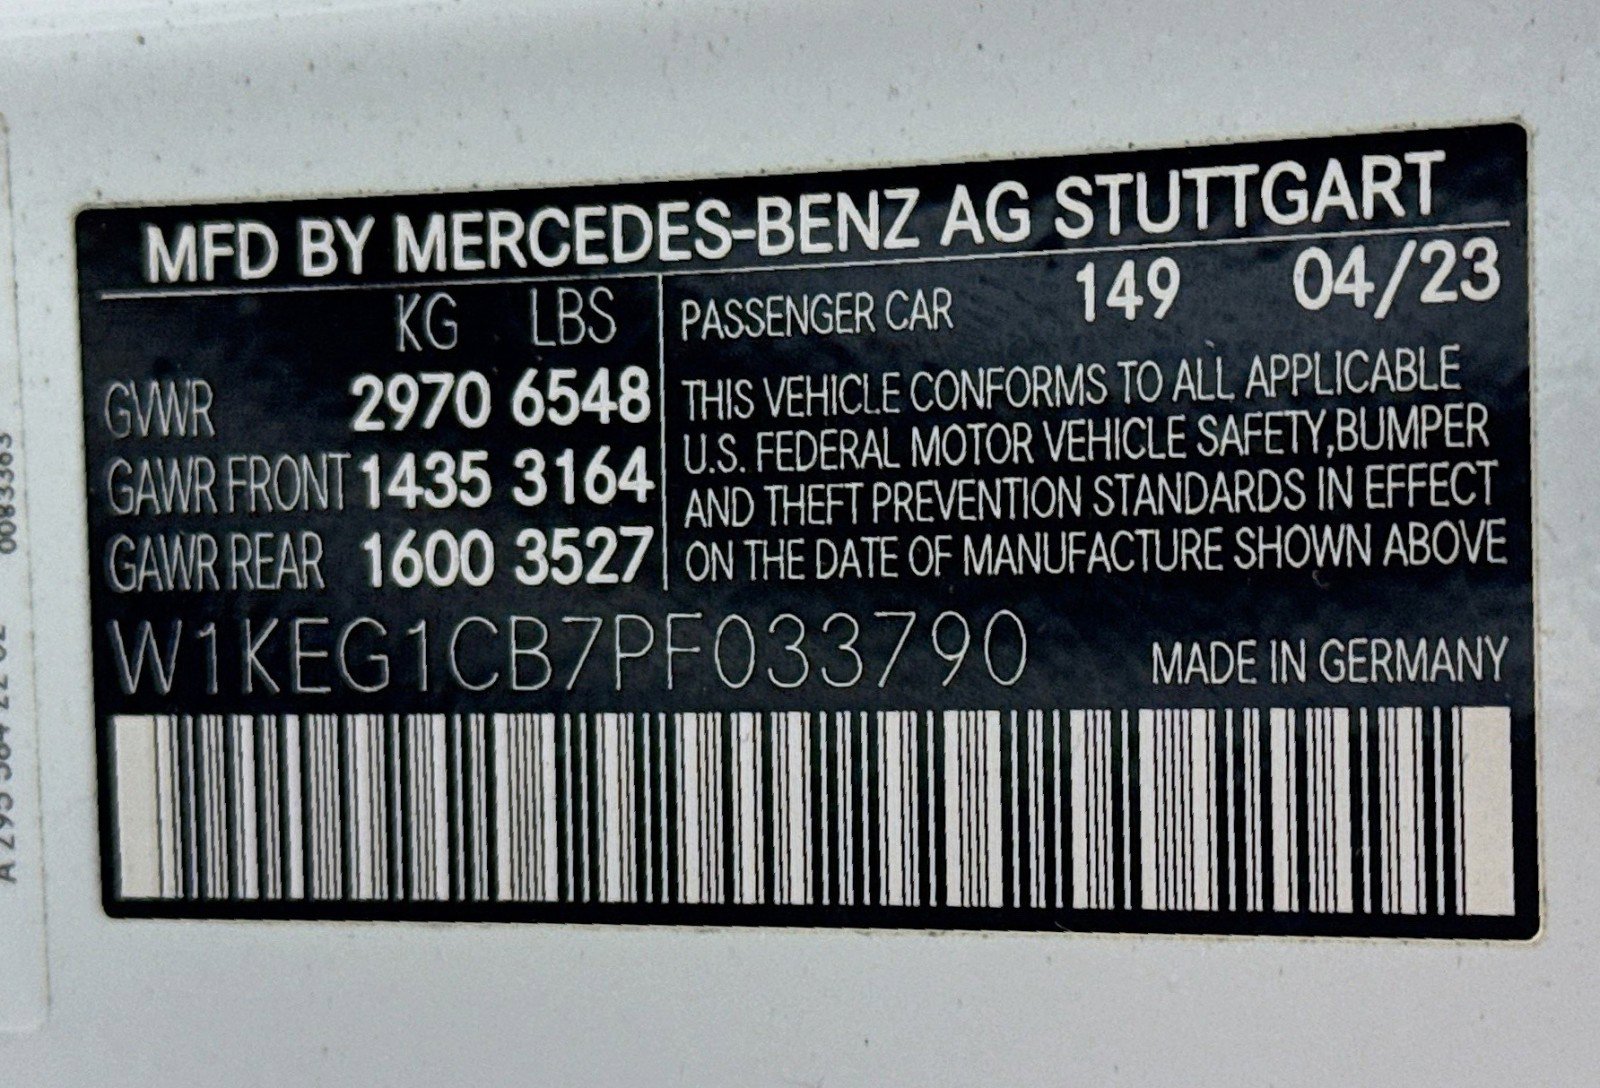 MFD BY MERCEDES-BENZ AG STUTTGART
KG LBS
GVWR 2970 6548
GAWR FRONT 1435 3164
GAWR REAR 1600 3527
PASSENGER CAR 149 04/23
THIS VEHICLE CONFORMS TO ALL APPLICABLE
U.S. FEDERAL MOTOR VEHICLE SAFETY,BUMPER
AND THEFT PREVENTION STANDARDS IN EFFECT
ON THE DATE OF MANUFACTURE SHOWN ABOVE
W1KEG1CB7PF033790
MADE IN GERMANY
0083363